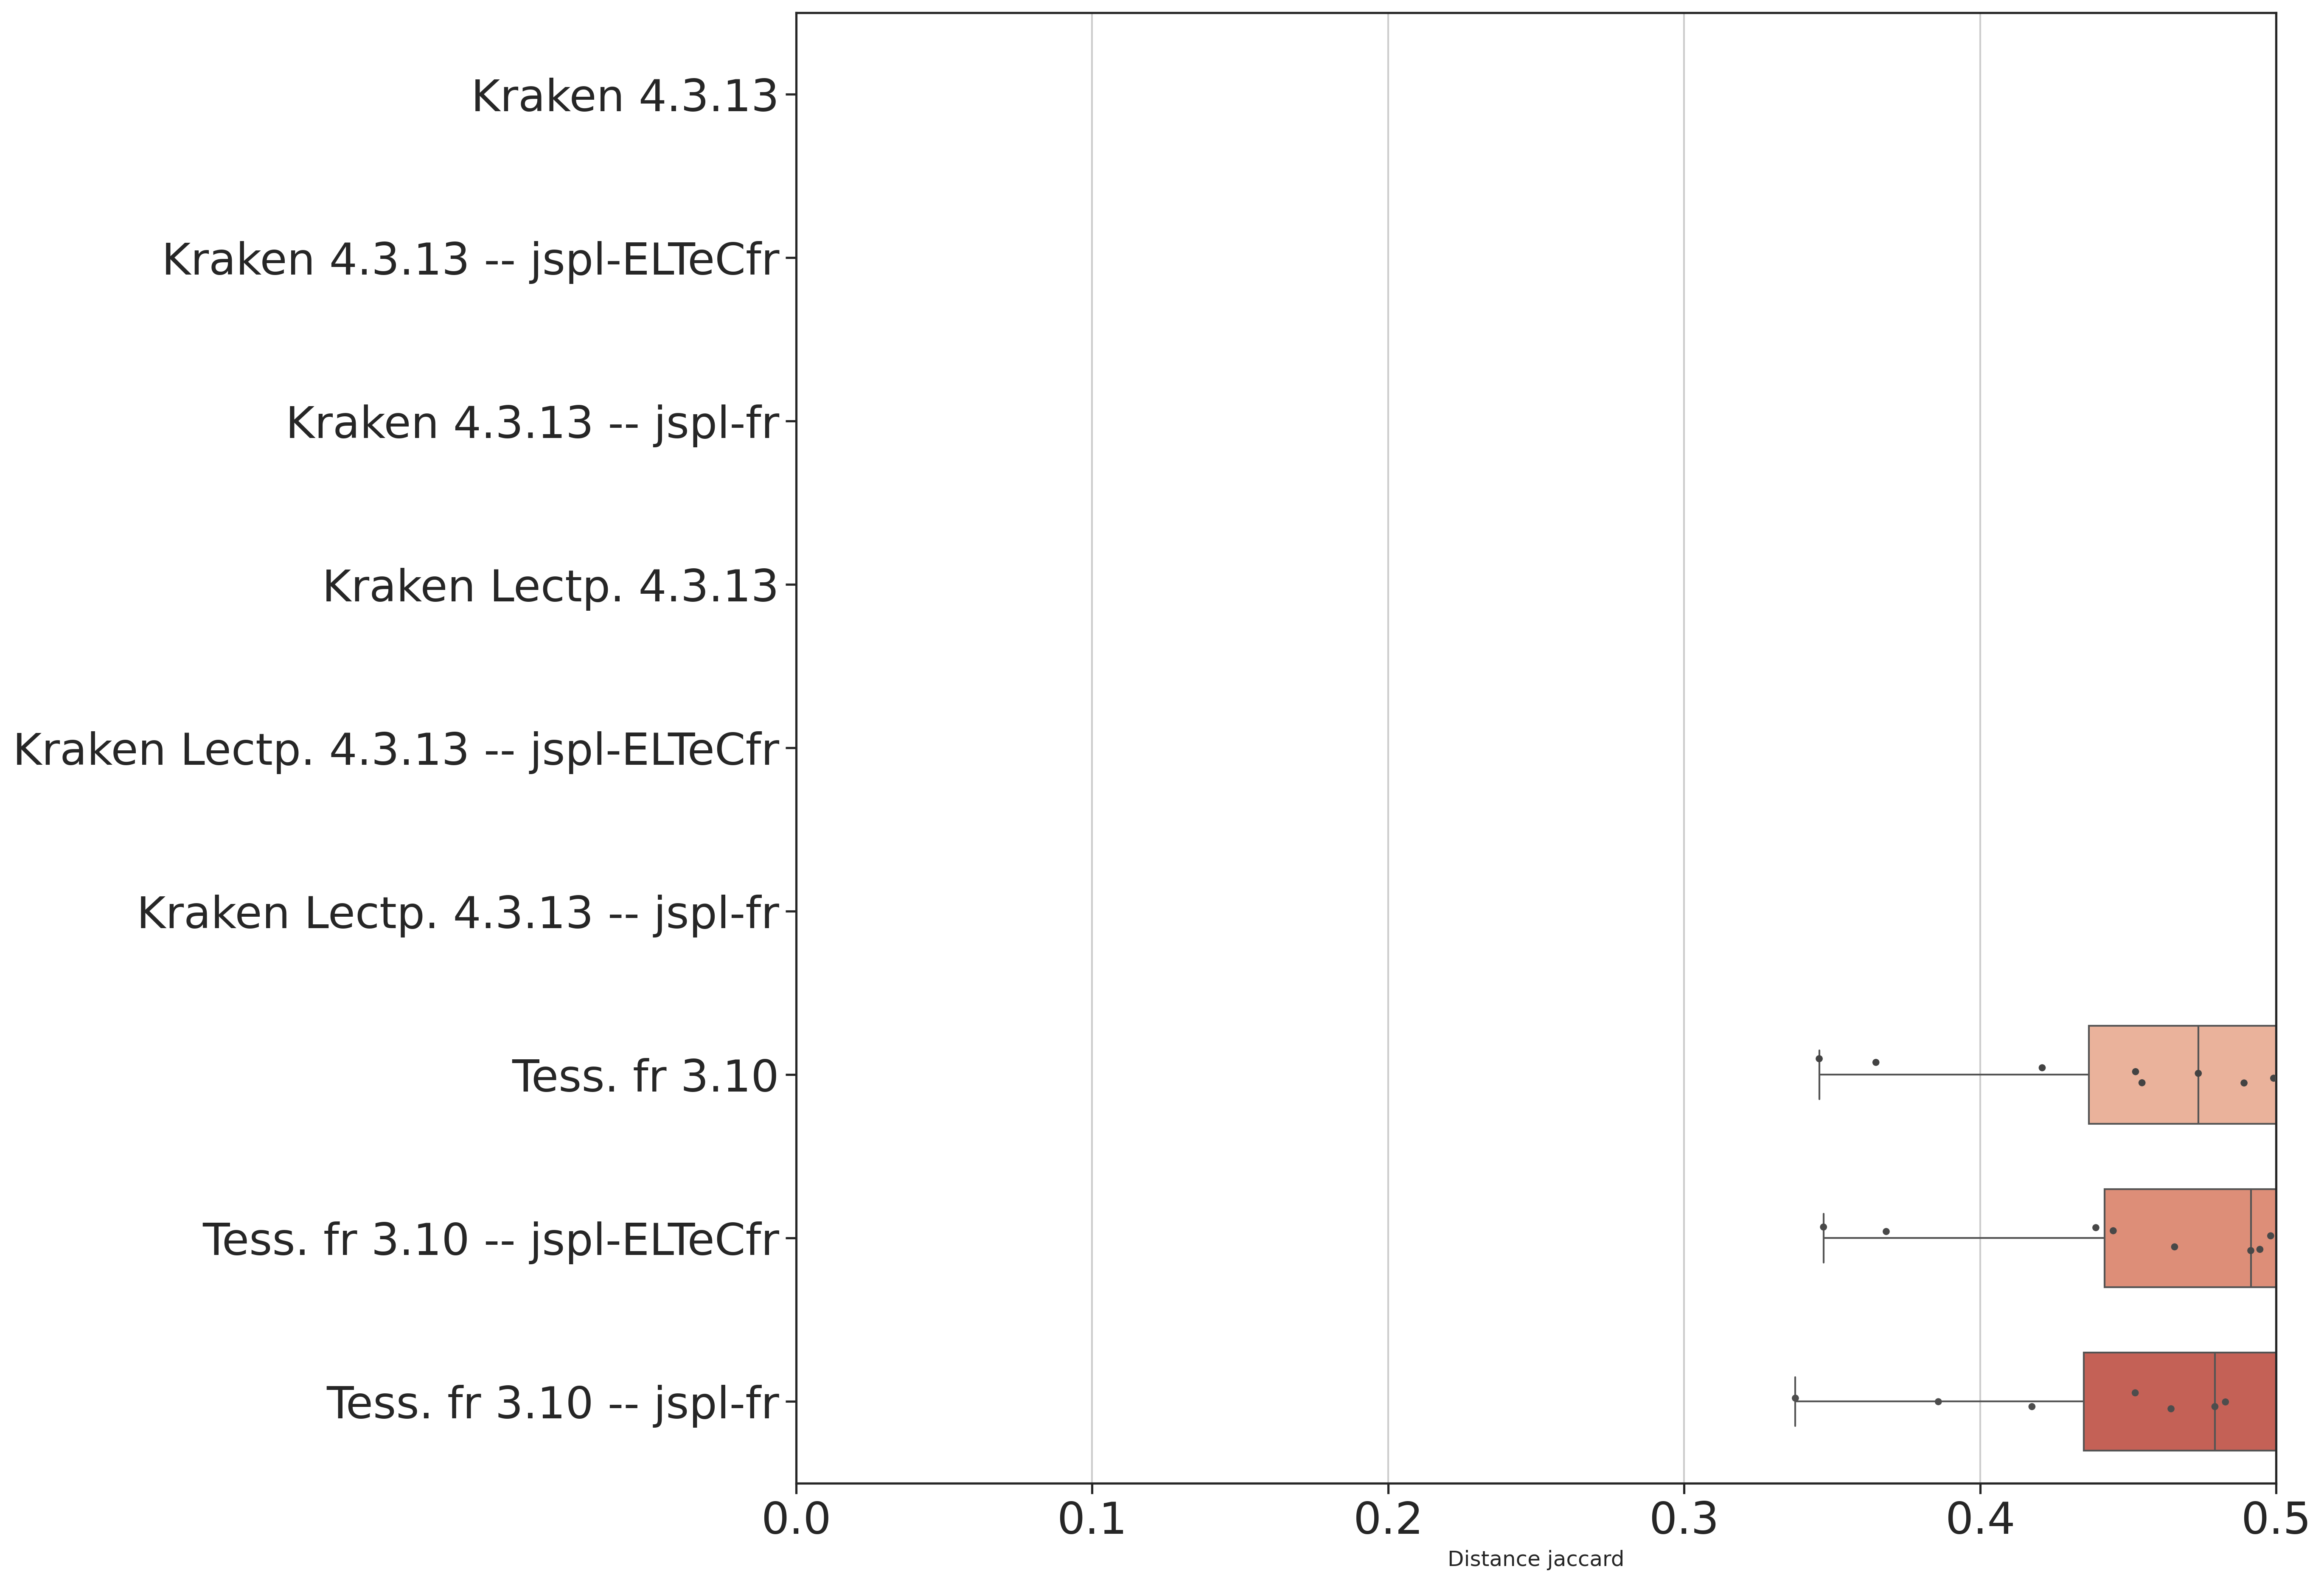 Kraken 4.3.13
Kraken 4.3.13 -- jspl-ELTeCfr
Kraken 4.3.13 -- jspl-fr
Kraken Lectp. 4.3.13
Kraken Lectp. 4.3.13 -- jspl-ELTeCfr
Kraken Lectp. 4.3.13 -- jspl-fr
Tess. fr 3.10
Tess. fr 3.10 -- jspl-ELTeCfr
Tess. fr 3.10 -- jspl-fr
0.0 0.1 0.2 0.3 0.4 0.5
Distance jaccard